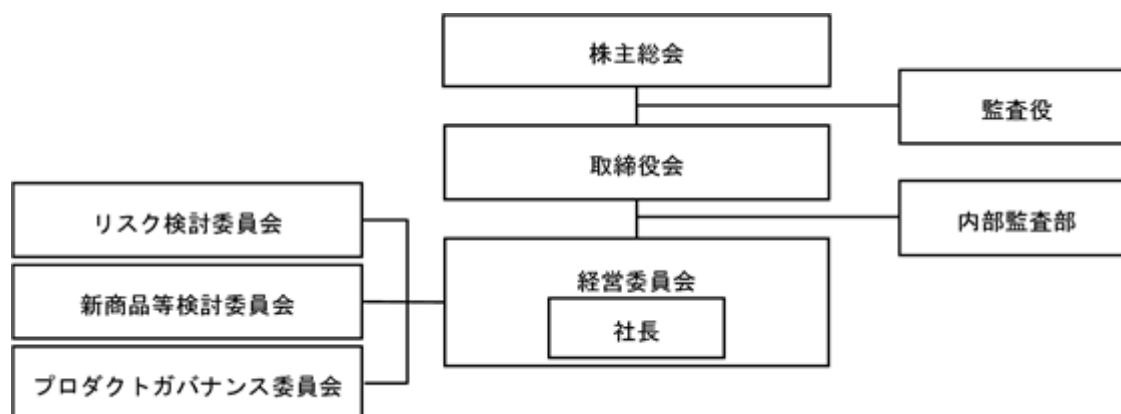 株主総会
監査役
取締役会
リスク検討委員会
内部監査部
経営委員会
新商品等検討委員会
社長
プロダクトガバナンス委員会